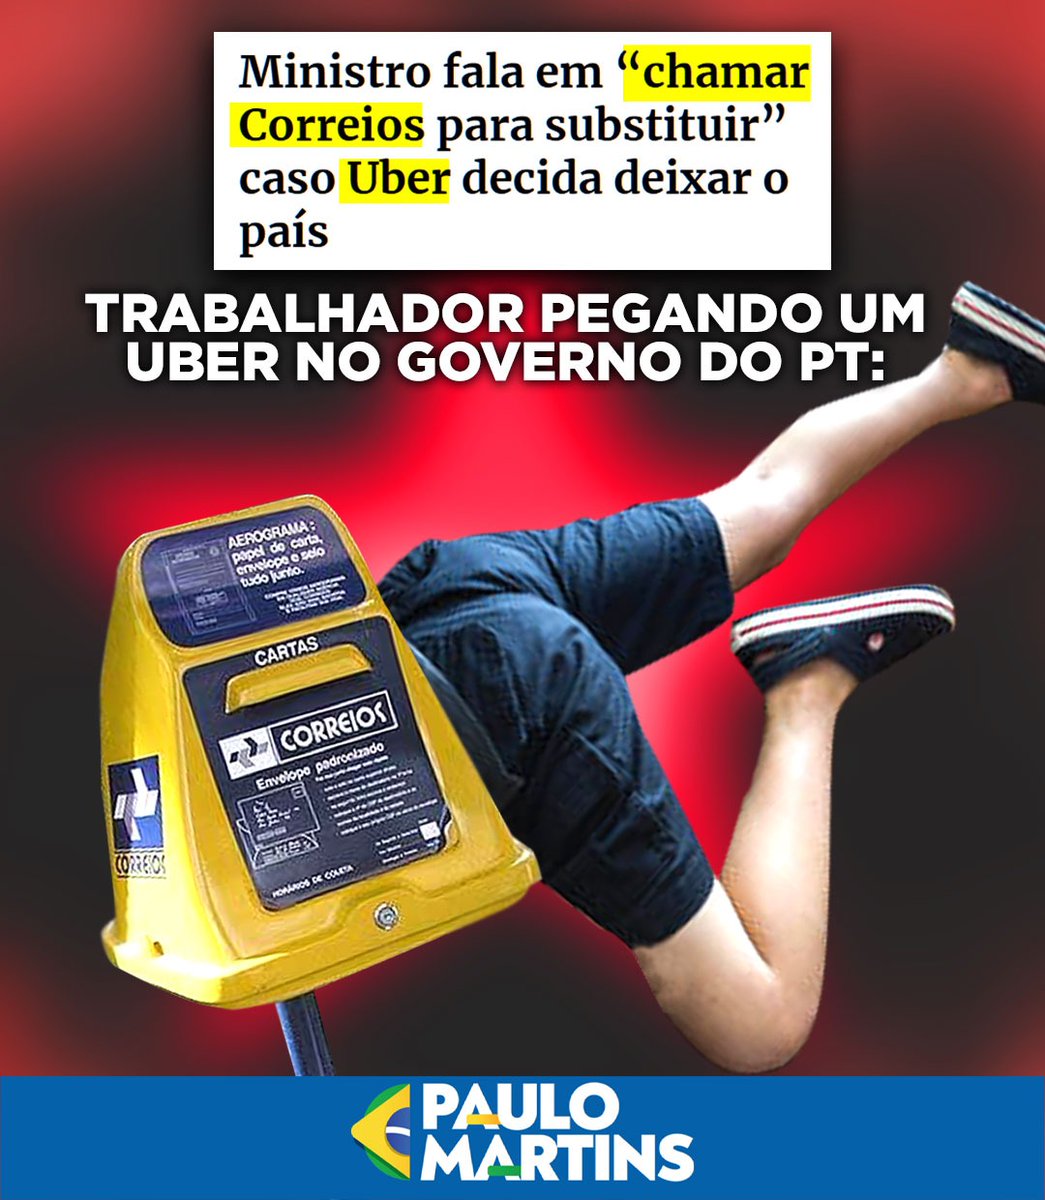 Ministro fala em “chamar
Correios para substituir”
caso Uber decida deixar o
país
TRABALHADOR PEGANDO UM
UBER NO GOVERNO DO PT:
AEROGRAMA:
papel de carta,
envelope e selo
tudo junto.
CARTAS
CORREIOS
Envelope padronizado
HORÁRIOS DE COLETA
CORREIOS
PAULO
MARTINS